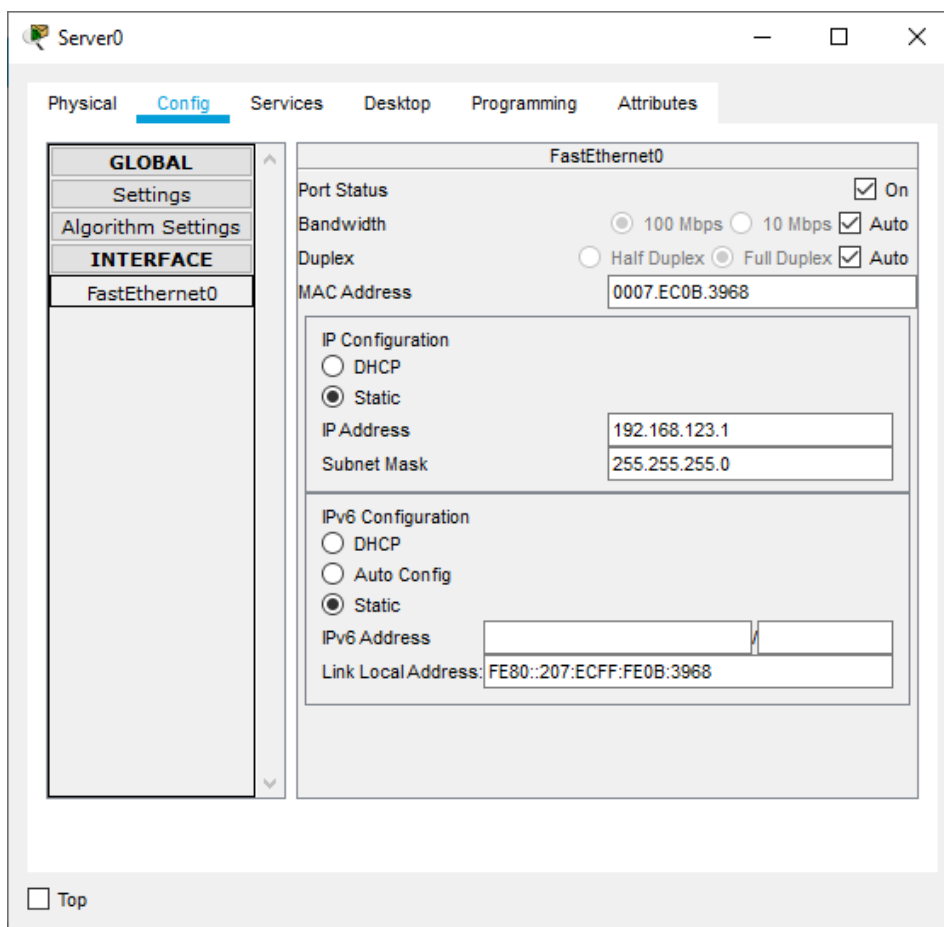 Server0
Physical Config Services Desktop Programming Attributes
GLOBAL
Settings
Algorithm Settings
INTERFACE
FastEthernet0
FastEthernet0
Port Status On
Bandwidth 100 Mbps 10 Mbps Auto
Duplex Half Duplex Full Duplex Auto
MAC Address 0007.EC0B.3968
IP Configuration
DHCP
Static
IP Address 192.168.123.1
Subnet Mask 255.255.255.0
IPv6 Configuration
DHCP
Auto Config
Static
IPv6 Address /
Link Local Address: FE80::207:ECFF:FE0B:3968
Top